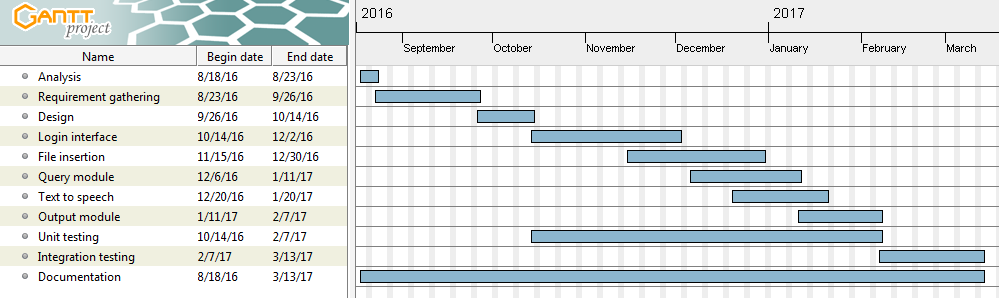 GANTT
project
2016 2017
September October November December January February March
Name Begin date End date
Analysis 8/18/16 8/23/16
Requirement gathering 8/23/16 9/26/16
Design 9/26/16 10/14/16
Login interface 10/14/16 12/2/16
File insertion 11/15/16 12/30/16
Query module 12/6/16 1/11/17
Text to speech 12/20/16 1/20/17
Output module 1/11/17 2/7/17
Unit testing 10/14/16 2/7/17
Integration testing 2/7/17 3/13/17
Documentation 8/18/16 3/13/17